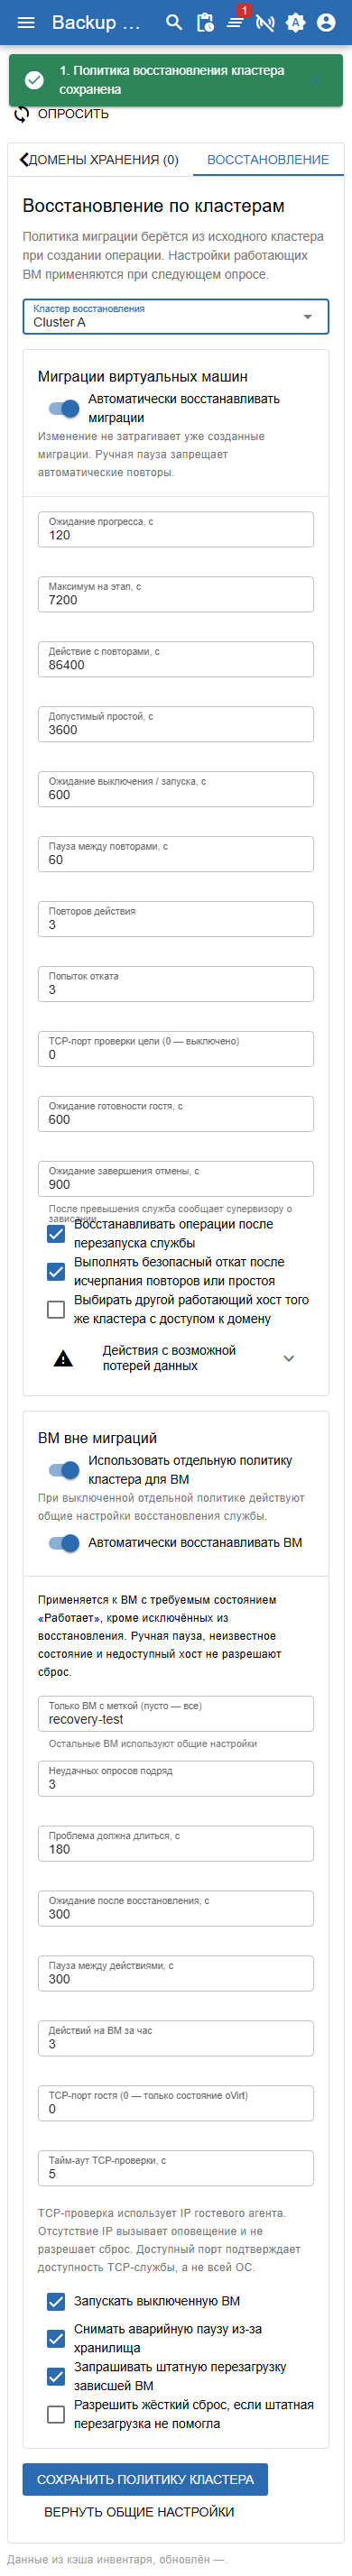 Backup ...
A
1
1. Политика восстановления кластера
сохранена
ОПРОСИТЬ
ДОМЕНЫ ХРАНЕНИЯ (0)
ВОССТАНОВЛЕНИЕ
Восстановление по кластерам
Политика миграции берётся из исходного кластера
при создании операции. Настройки работающих
ВМ применяются при следующем опросе.
Кластер восстановления
Cluster A
Миграции виртуальных машин
Автоматически восстанавливать
миграции
Изменение не затрагивает уже созданные
миграции. Ручная пауза запрещает
автоматические повторы.
Ожидание прогресса, с
120
Максимум на этап, с
7200
Действие с повторами, с
86400
Допустимый простой, с
3600
Ожидание выключения / запуска, с
600
Пауза между повторами, с
60
Повторов действия
3
Попыток отката
3
TCP-порт проверки цели (0 — выключено)
0
Ожидание готовности гостя, с
600
Ожидание завершения отмены, с
900
После превышения служба сообщает супервизору о
зависании.
Восстанавливать операции после
перезапуска службы
Выполнять безопасный откат после
исчерпания повторов или простоя
Выбирать другой работающий хост того
же кластера с доступом к домену
Действия с возможной
потерей данных
ВМ вне миграций
Использовать отдельную политику
кластера для ВМ
При выключенной отдельной политике действуют
общие настройки восстановления службы.
Автоматически восстанавливать ВМ
Применяется к ВМ с требуемым состоянием
«Работает», кроме исключённых из
восстановления. Ручная пауза, неизвестное
состояние и недоступный хост не разрешают
сброс.
Только ВМ с меткой (пусто — все)
recovery-test
Остальные ВМ используют общие настройки
Неудачных опросов подряд
3
Проблема должна длиться, с
180
Ожидание после восстановления, с
300
Пауза между действиями, с
300
Действий на ВМ за час
3
TCP-порт гостя (0 — только состояние oVirt)
0
Тайм-аут TCP-проверки, с
5
TCP-проверка использует IP гостевого агента.
Отсутствие IP вызывает оповещение и не
разрешает сброс. Доступный порт подтверждает
доступность TCP-службы, а не всей ОС.
Запускать выключенную ВМ
Снимать аварийную паузу из-за
хранилища
Запрашивать штатную перезагрузку
зависшей ВМ
Разрешить жёсткий сброс, если штатная
перезагрузка не помогла
СОХРАНИТЬ ПОЛИТИКУ КЛАСТЕРА
ВЕРНУТЬ ОБЩИЕ НАСТРОЙКИ
Данные из кэша инвентаря, обновлён —.